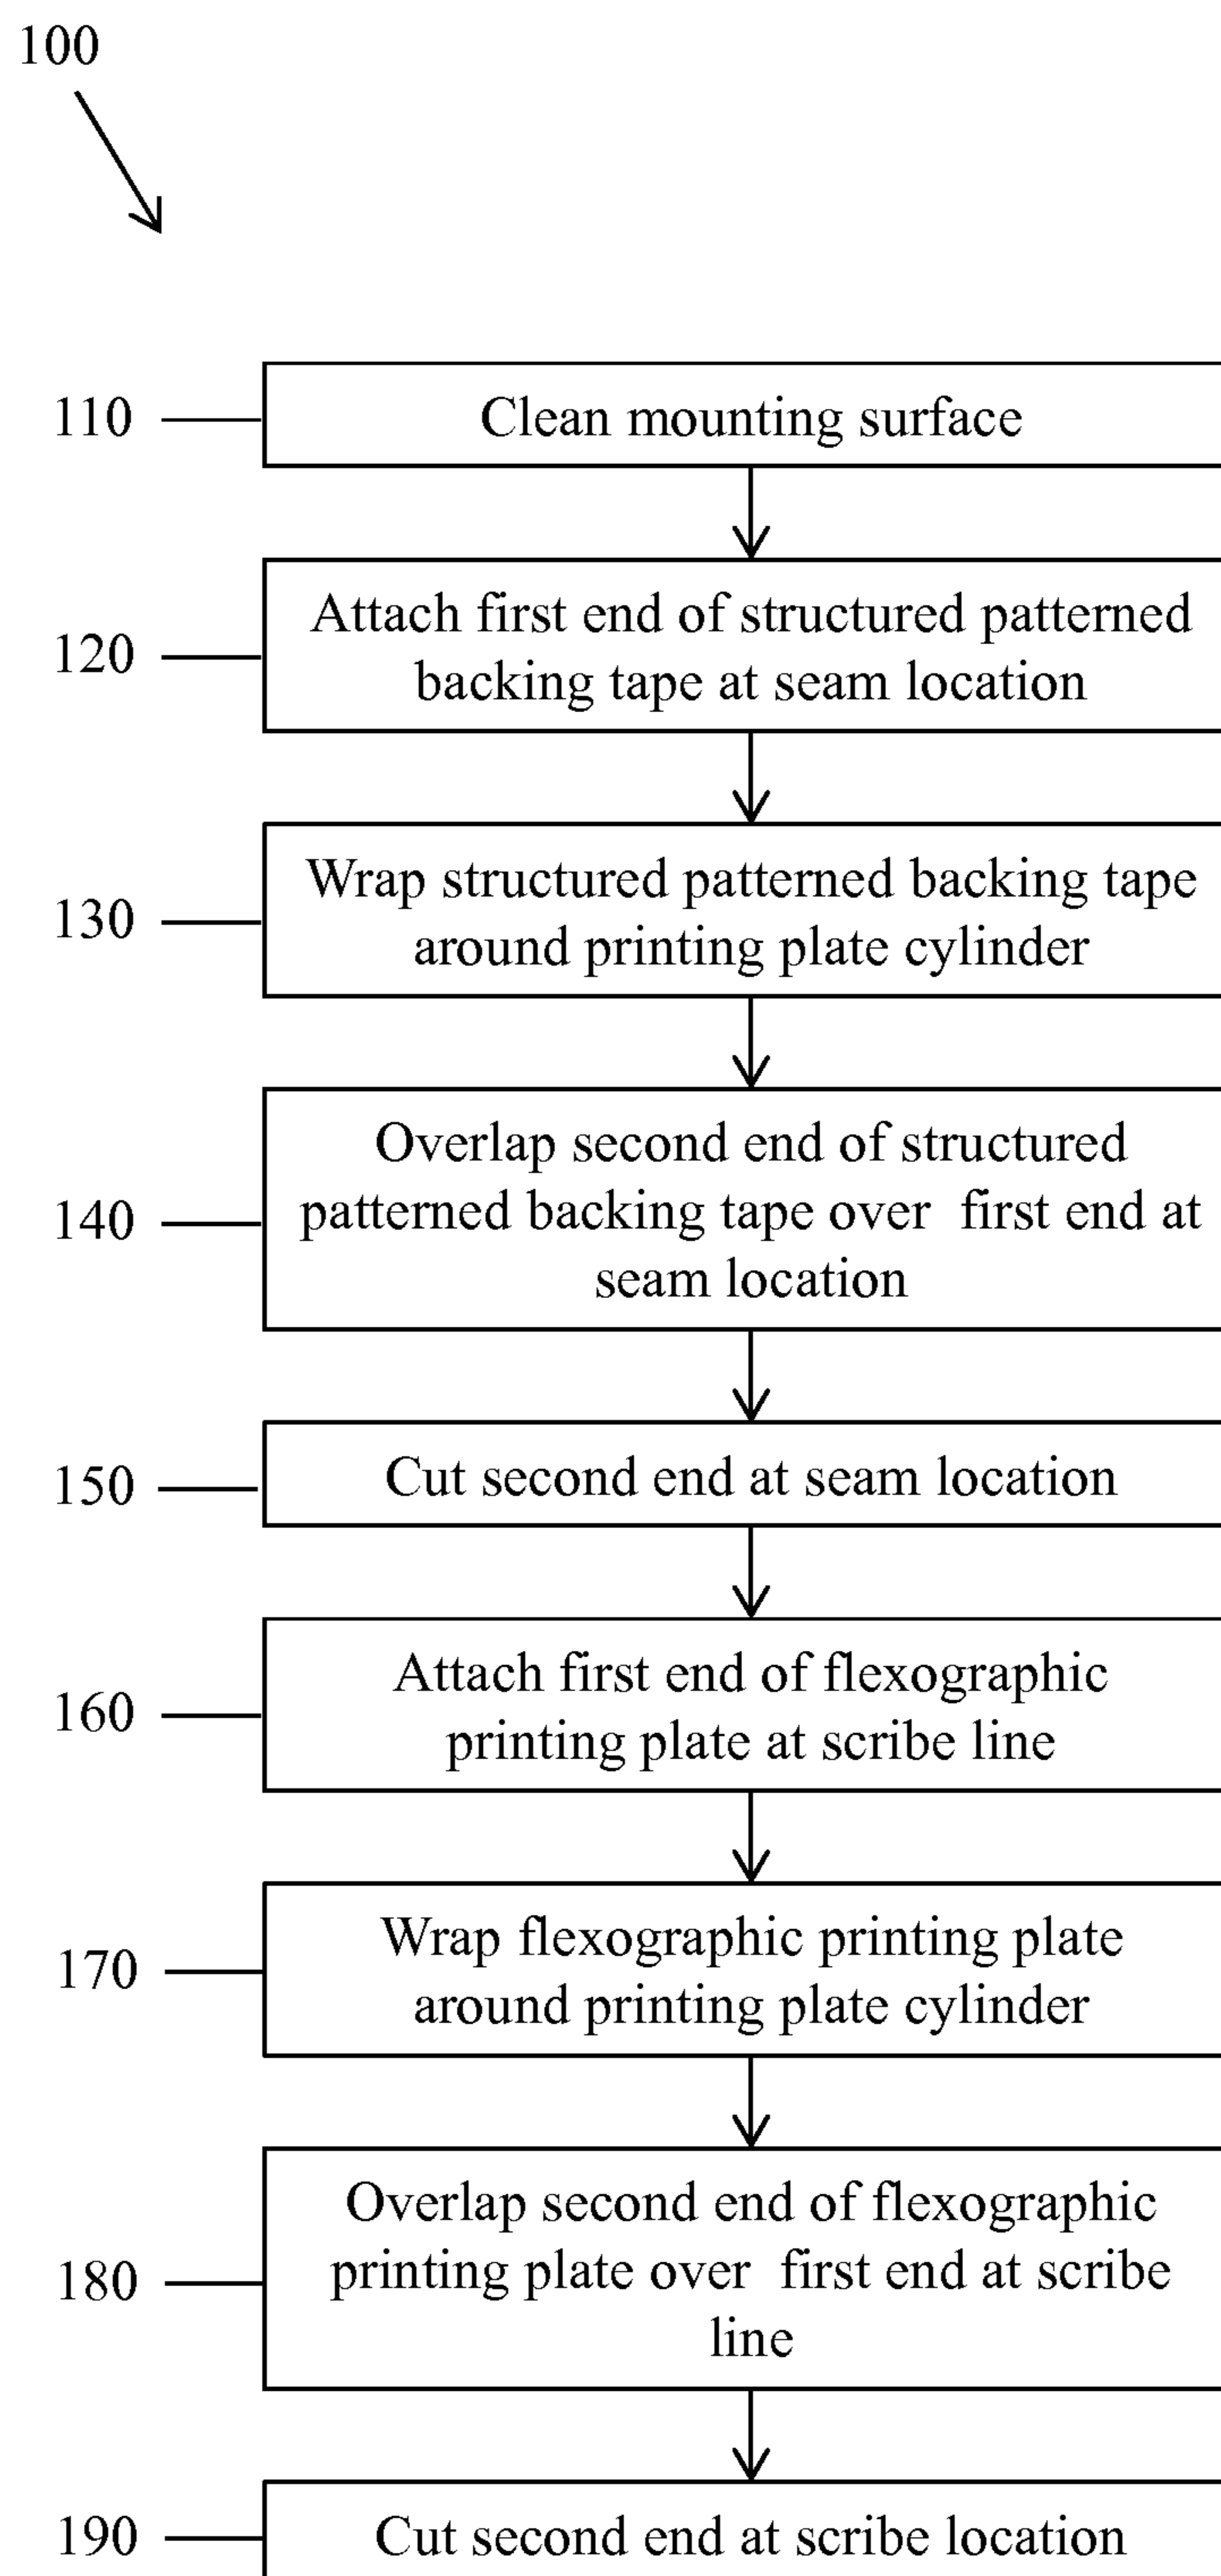 100
110
Clean mounting surface
120
Attach first end of structured patterned
backing tape at seam location
130
Wrap structured patterned backing tape
around printing plate cylinder
140
Overlap second end of structured
patterned backing tape over first end at
seam location
150
Cut second end at seam location
160
Attach first end of flexographic
printing plate at scribe line
170
Wrap flexographic printing plate
around printing plate cylinder
180
Overlap second end of flexographic
printing plate over first end at scribe
line
190
Cut second end at scribe location